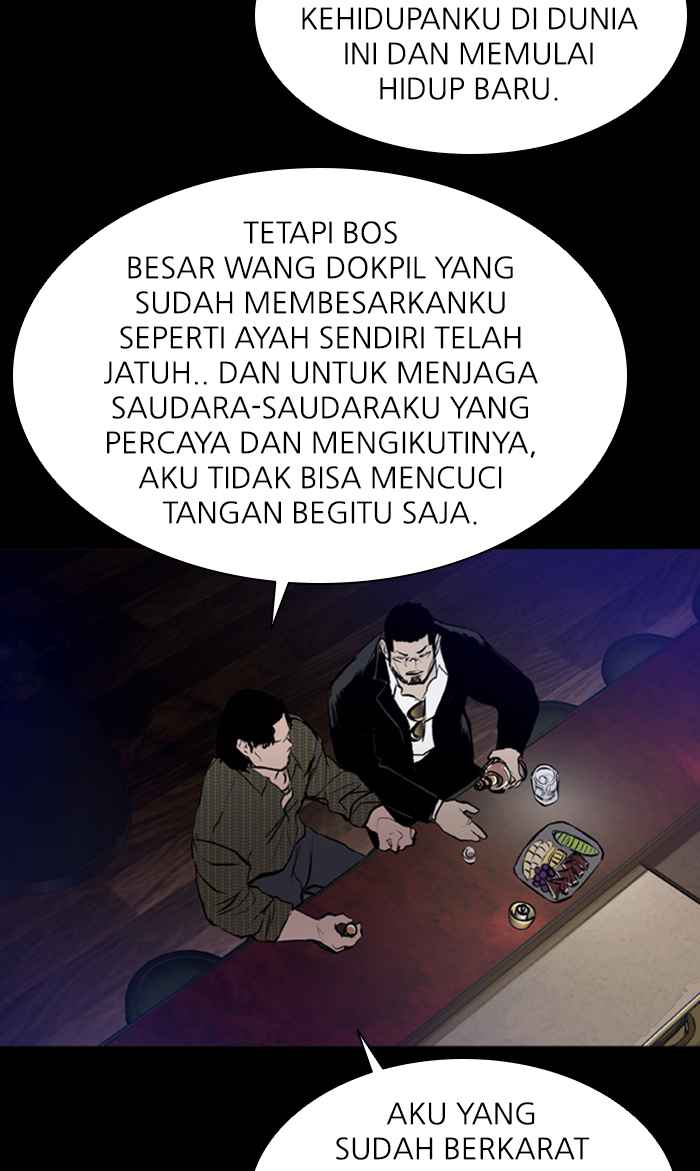 KEHIDUPANKU DI DUNIA
INI DAN MEMULAI
HIDUP BARU.
TETAPI BOS
BESAR WANG DOKPIL YANG
SUDAH MEMBESARKANKU
SEPERTI AYAH SENDIRI TELAH
JATUH.. DAN UNTUK MENJAGA
SAUDARA-SAUDARAKU YANG
PERCAYA DAN MENGIKUTINYA,
AKU TIDAK BISA MENCUCI
TANGAN BEGITU SAJA.
AKU YANG
SUDAH BERKARAT